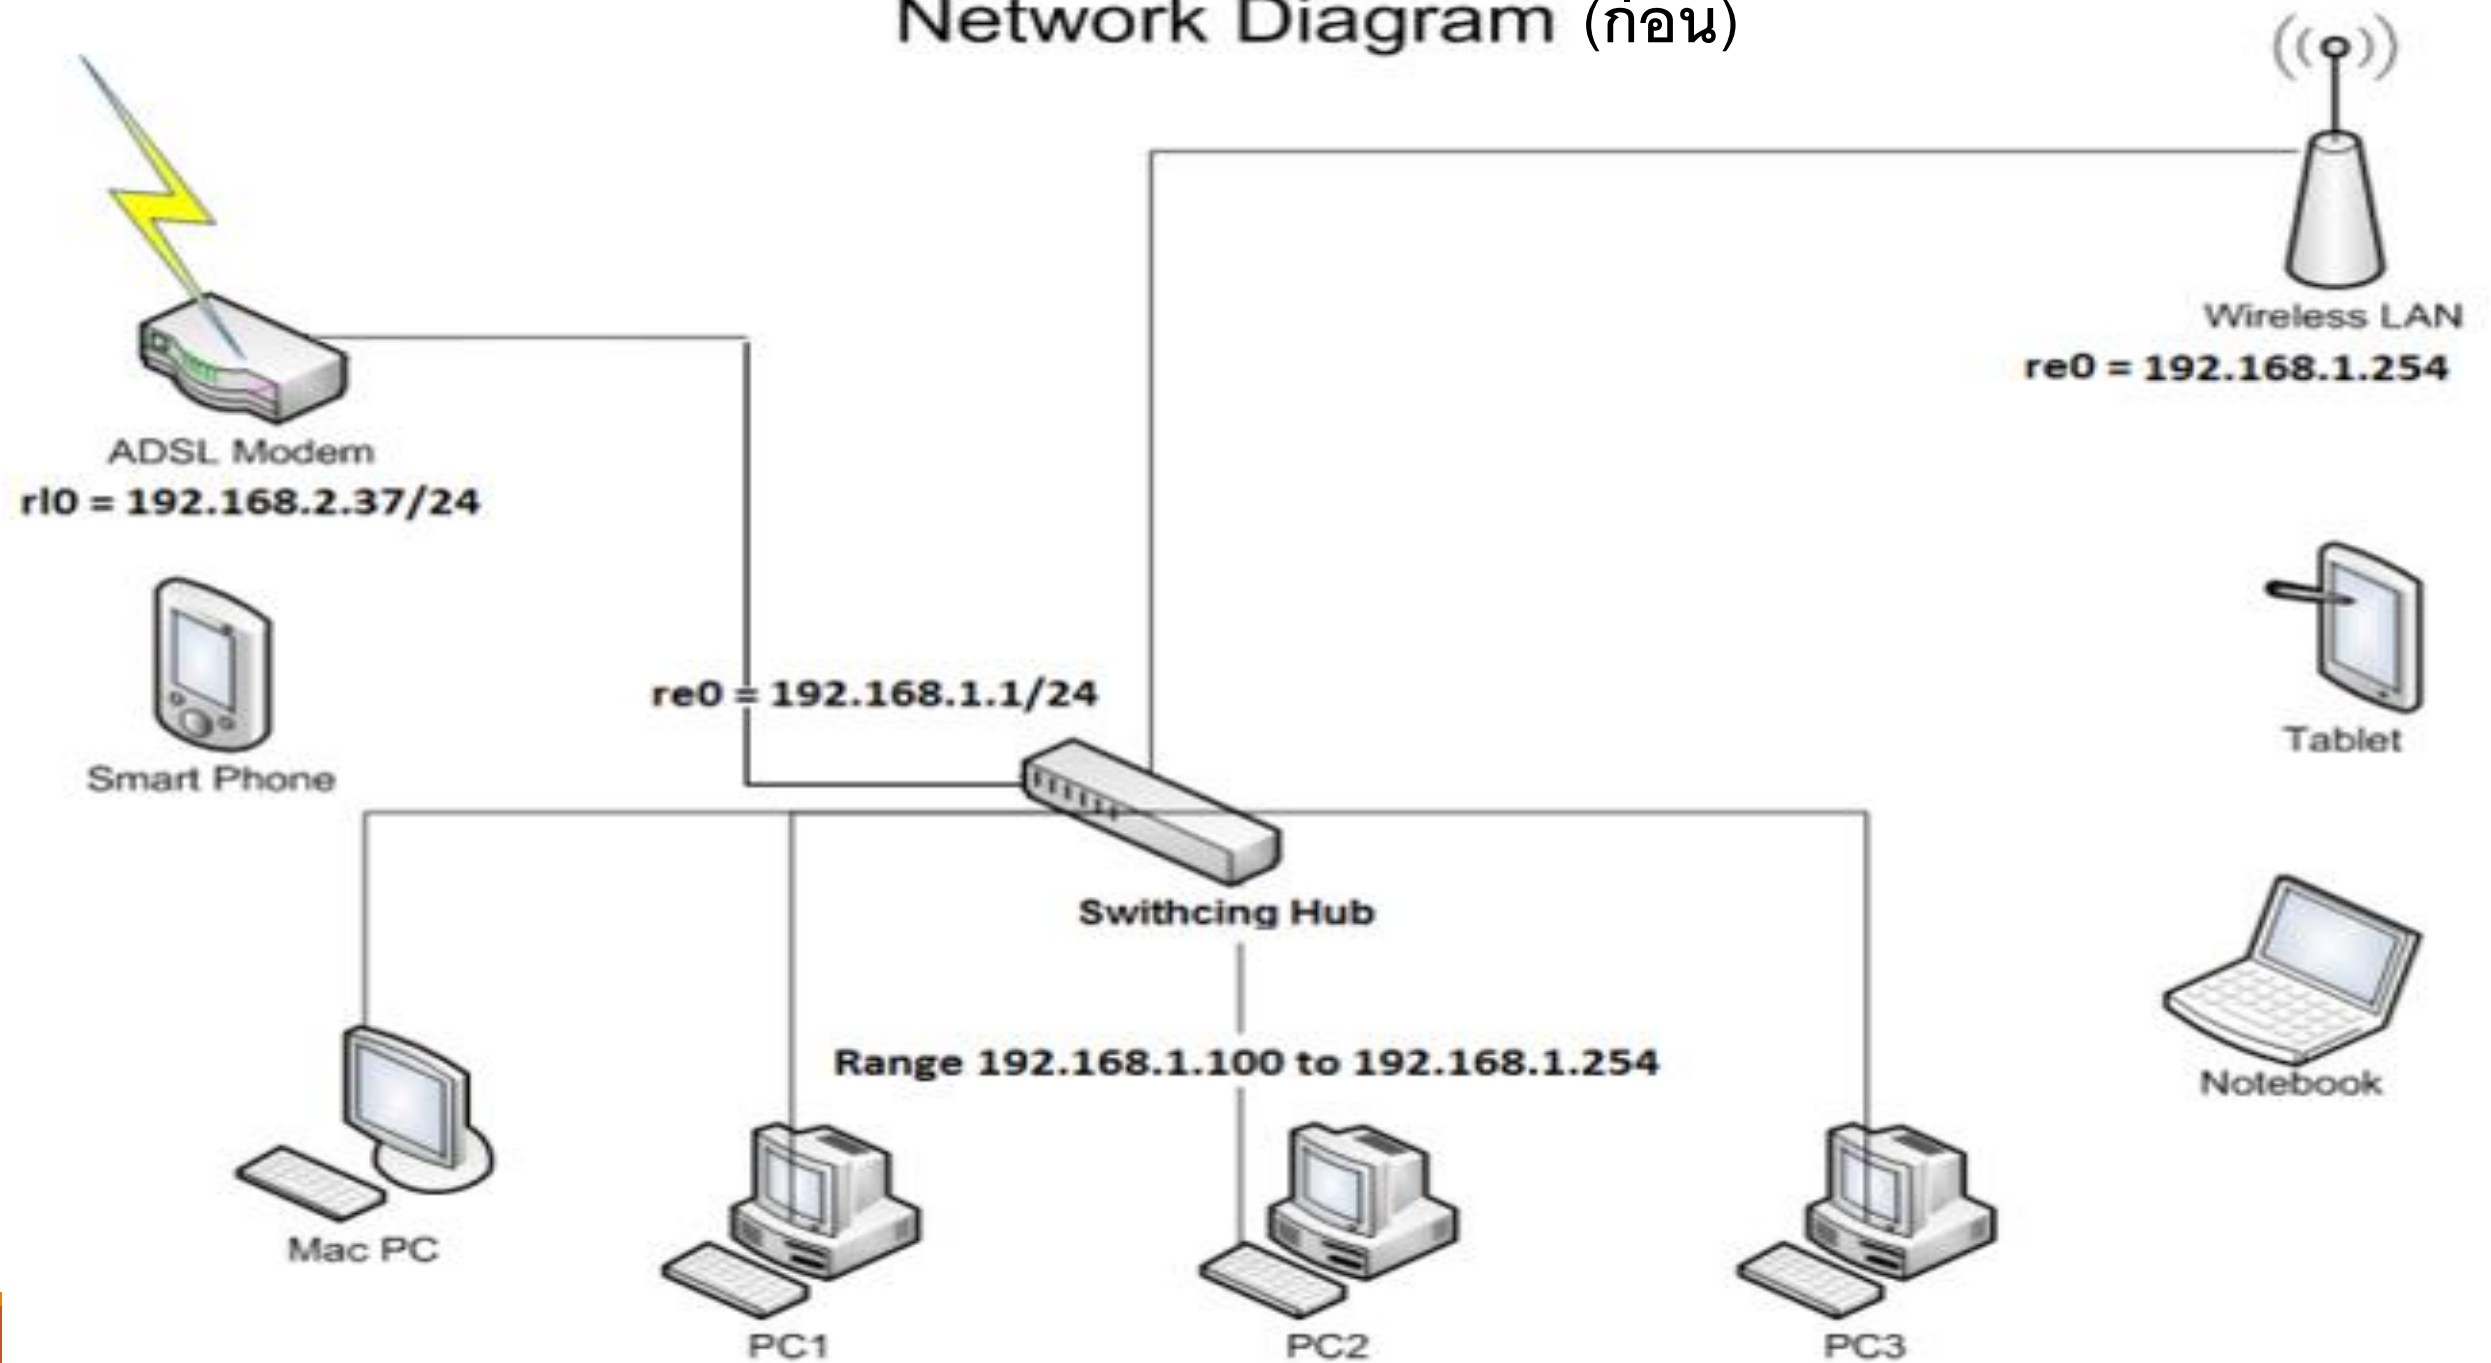 Network Diagram (ก่อน)
Wireless LAN
re0 = 192.168.1.254
ADSL Modem
rl0 = 192.168.2.37/24
re0 = 192.168.1.1/24
Smart Phone
Tablet
Swithcing Hub
Range 192.168.1.100 to 192.168.1.254
Notebook
Mac PC
PC1
PC2
PC3